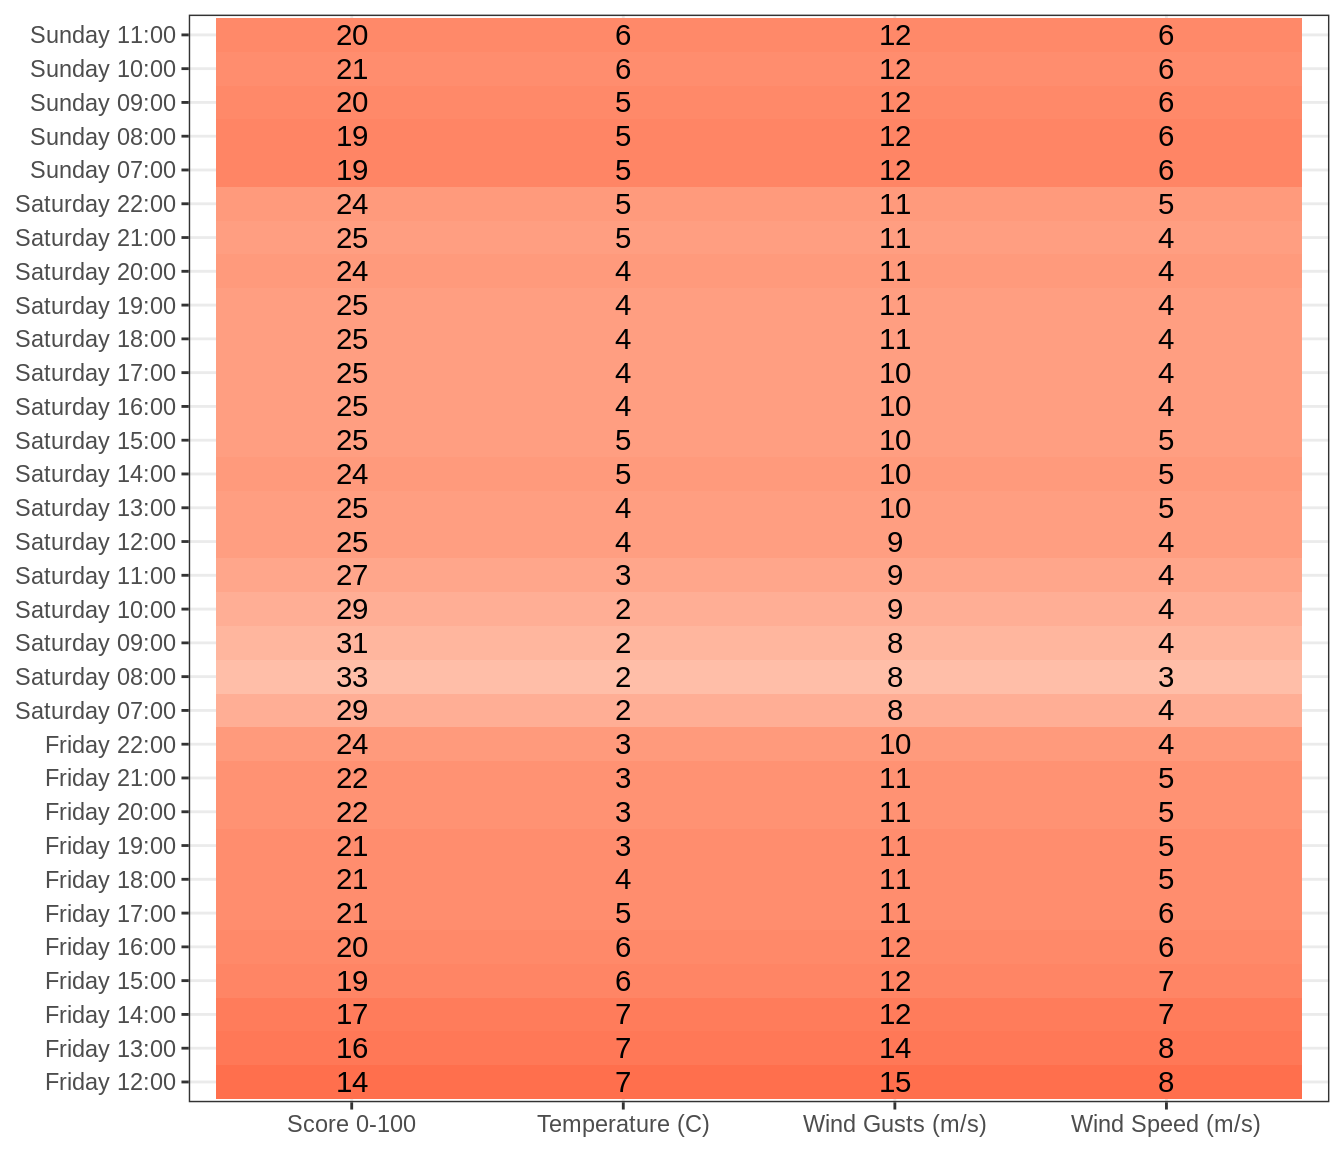 Sunday 11:00 20 6 12 6
Sunday 10:00 21 6 12 6
Sunday 09:00 20 5 12 6
Sunday 08:00 19 5 12 6
Sunday 07:00 19 5 12 6
Saturday 22:00 24 5 11 5
Saturday 21:00 25 5 11 4
Saturday 20:00 24 4 11 4
Saturday 19:00 25 4 11 4
Saturday 18:00 25 4 11 4
Saturday 17:00 25 4 10 4
Saturday 16:00 25 4 10 4
Saturday 15:00 25 5 10 5
Saturday 14:00 24 5 10 5
Saturday 13:00 25 4 10 5
Saturday 12:00 25 4 9 4
Saturday 11:00 27 3 9 4
Saturday 10:00 29 2 9 4
Saturday 09:00 31 2 8 4
Saturday 08:00 33 2 8 3
Saturday 07:00 29 2 8 4
Friday 22:00 24 3 10 4
Friday 21:00 22 3 11 5
Friday 20:00 22 3 11 5
Friday 19:00 21 3 11 5
Friday 18:00 21 4 11 5
Friday 17:00 21 5 11 6
Friday 16:00 20 6 12 6
Friday 15:00 19 6 12 7
Friday 14:00 17 7 12 7
Friday 13:00 16 7 14 8
Friday 12:00 14 7 15 8
Score 0-100 Temperature (C) Wind Gusts (m/s) Wind Speed (m/s)